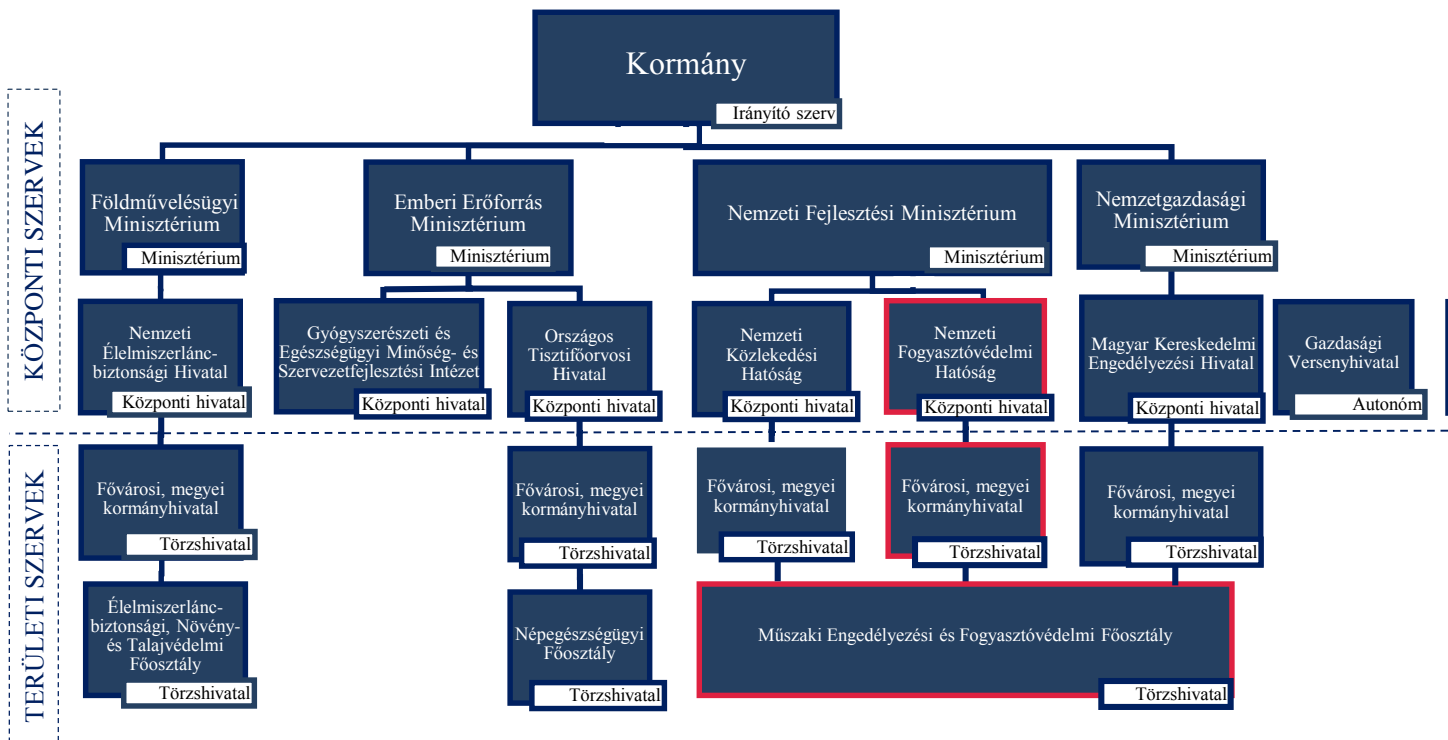 Kormány
Irányító szerv
KÖZPONTI SZERVEK
Földművelésügyi
Minisztérium
Minisztérium
Emberi Erőforrás
Minisztérium
Minisztérium
Nemzeti Fejlesztési Minisztérium
Minisztérium
Nemzetgazdasági
Minisztérium
Minisztérium
Nemzeti
Élelmiszerlánc-
biztonsági Hivatal
Központi hivatal
Gyógyszerészeti és
Egészségügyi Minőség- és
Szervezetfejlesztési Intézet
Központi hivatal
Országos
Tisztifőorvosi
Hivatal
Központi hivatal
Nemzeti
Közlekedési
Hatóság
Központi hivatal
Nemzeti
Fogyasztóvédelmi
Hatóság
Központi hivatal
Magyar Kereskedelmi
Engedélyezési Hivatal
Központi hivatal
Gazdasági
Versenyhivatal
Autonóm
TERÜLETI SZERVEK
Fővárosi, megyei
kormányhivatal
Törzshivatal
Fővárosi, megyei
kormányhivatal
Törzshivatal
Fővárosi, megyei
kormányhivatal
Törzshivatal
Fővárosi, megyei
kormányhivatal
Törzshivatal
Fővárosi, megyei
kormányhivatal
Törzshivatal
Élelmiszerlánc-
biztonsági, Növény-
és Talajvédelmi
Főosztály
Törzshivatal
Népegészségügyi
Főosztály
Törzshivatal
Műszaki Engedélyezési és Fogyasztóvédelmi Főosztály
Törzshivatal